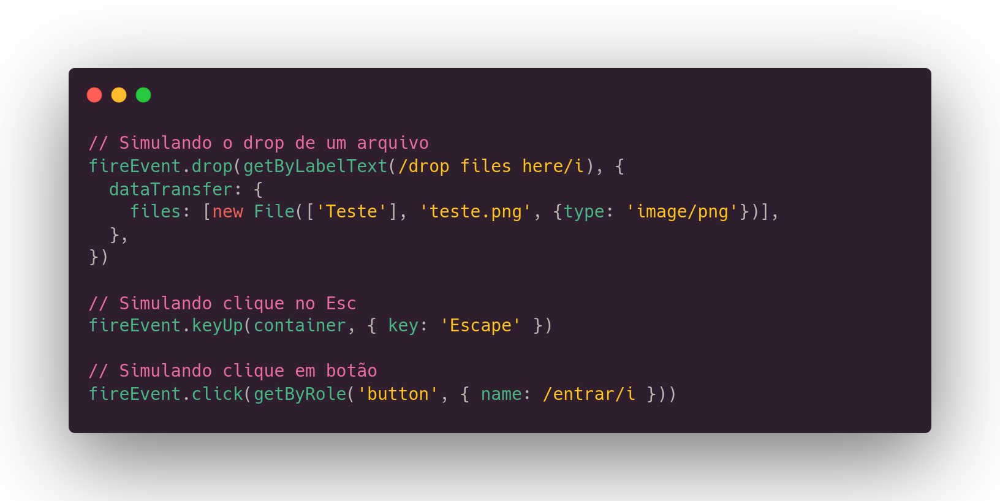 // Simulando o drop de um arquivo
fireEvent.drop(getByLabelText(/drop files here/i), {
  dataTransfer: {
    files: [new File(['Teste'], 'teste.png', {type: 'image/png'})],
  },
})

// Simulando clique no Esc
fireEvent.keyUp(container, { key: 'Escape' })

// Simulando clique em botão
fireEvent.click(getByRole('button', { name: /entrar/i }))